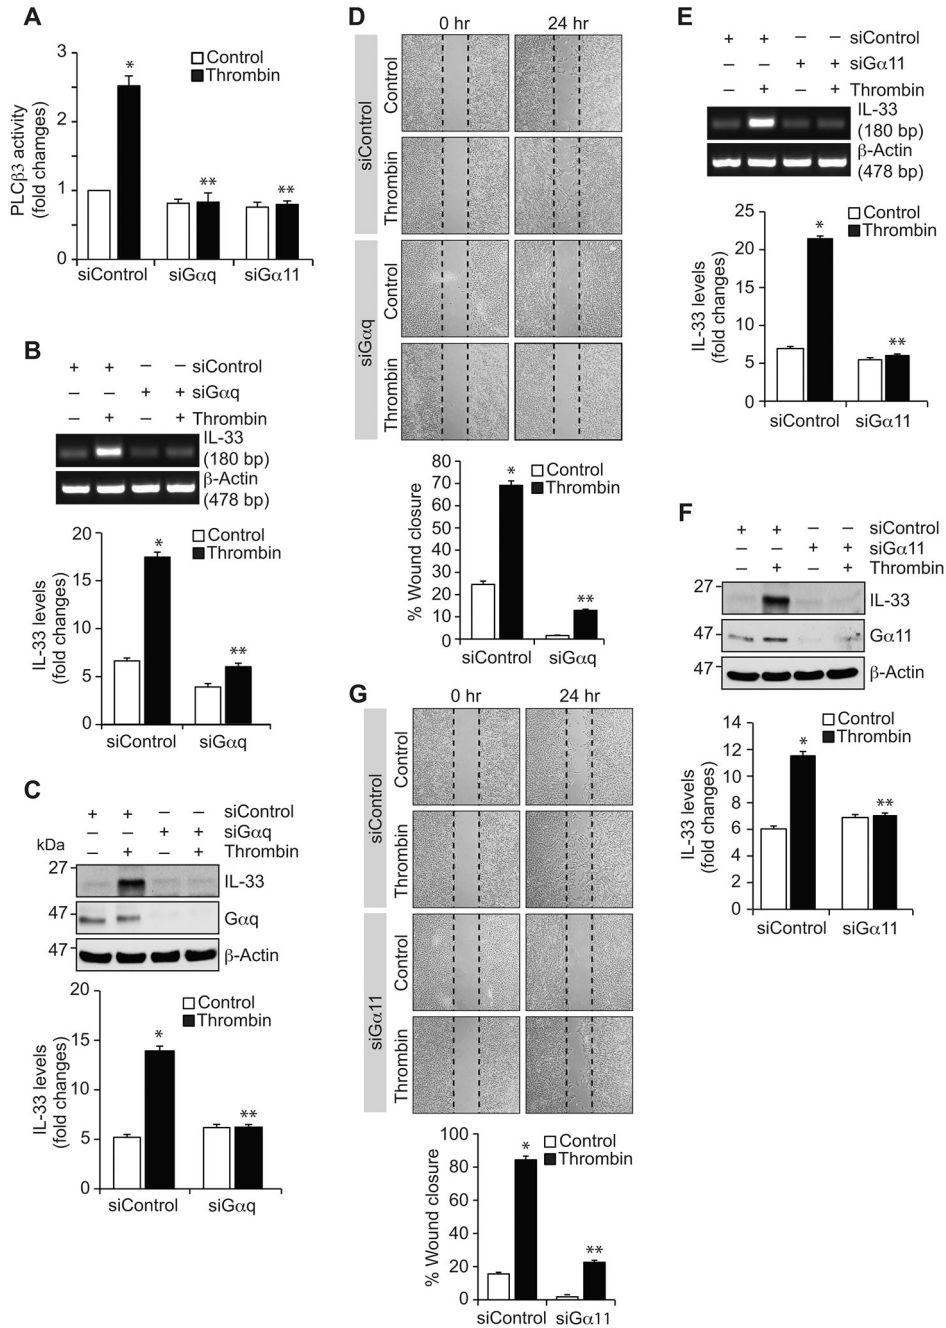 A
3
2
1
0
PLCβ3 activity
(fold chamges)
Control
Thrombin
*
**
**
siControl
siGαq
siGα11
B
+ + – – siControl
– – + + siGαq
– + – + Thrombin
IL-33
(180 bp)
β-Actin
(478 bp)
20
15
10
5
0
IL-33 levels
(fold changes)
Control
Thrombin
*
**
siControl
siGαq
C
+ + – – siControl
– – + + siGαq
– + – + Thrombin
kDa
27
IL-33
47
Gαq
47
β-Actin
20
15
10
5
0
IL-33 levels
(fold changes)
Control
Thrombin
*
**
siControl
siGαq
D
0 hr
24 hr
siControl
Control
Thrombin
siGαq
Control
Thrombin
80
70
60
50
40
30
20
10
0
% Wound closure
Control
Thrombin
*
**
siControl
siGαq
G
0 hr
24 hr
siControl
Control
Thrombin
siGα11
Control
Thrombin
100
80
60
40
20
0
% Wound closure
Control
Thrombin
*
**
siControl
siGα11
E
+ + – – siControl
– – + + siGα11
– + – + Thrombin
IL-33
(180 bp)
β-Actin
(478 bp)
25
20
15
10
5
0
IL-33 levels
(fold changes)
Control
Thrombin
*
**
siControl
siGα11
F
+ + – – siControl
– – + + siGα11
– + – + Thrombin
27
IL-33
47
Gα11
47
β-Actin
14
12
10
8
6
4
2
0
IL-33 levels
(fold changes)
Control
Thrombin
*
**
siControl
siGα11